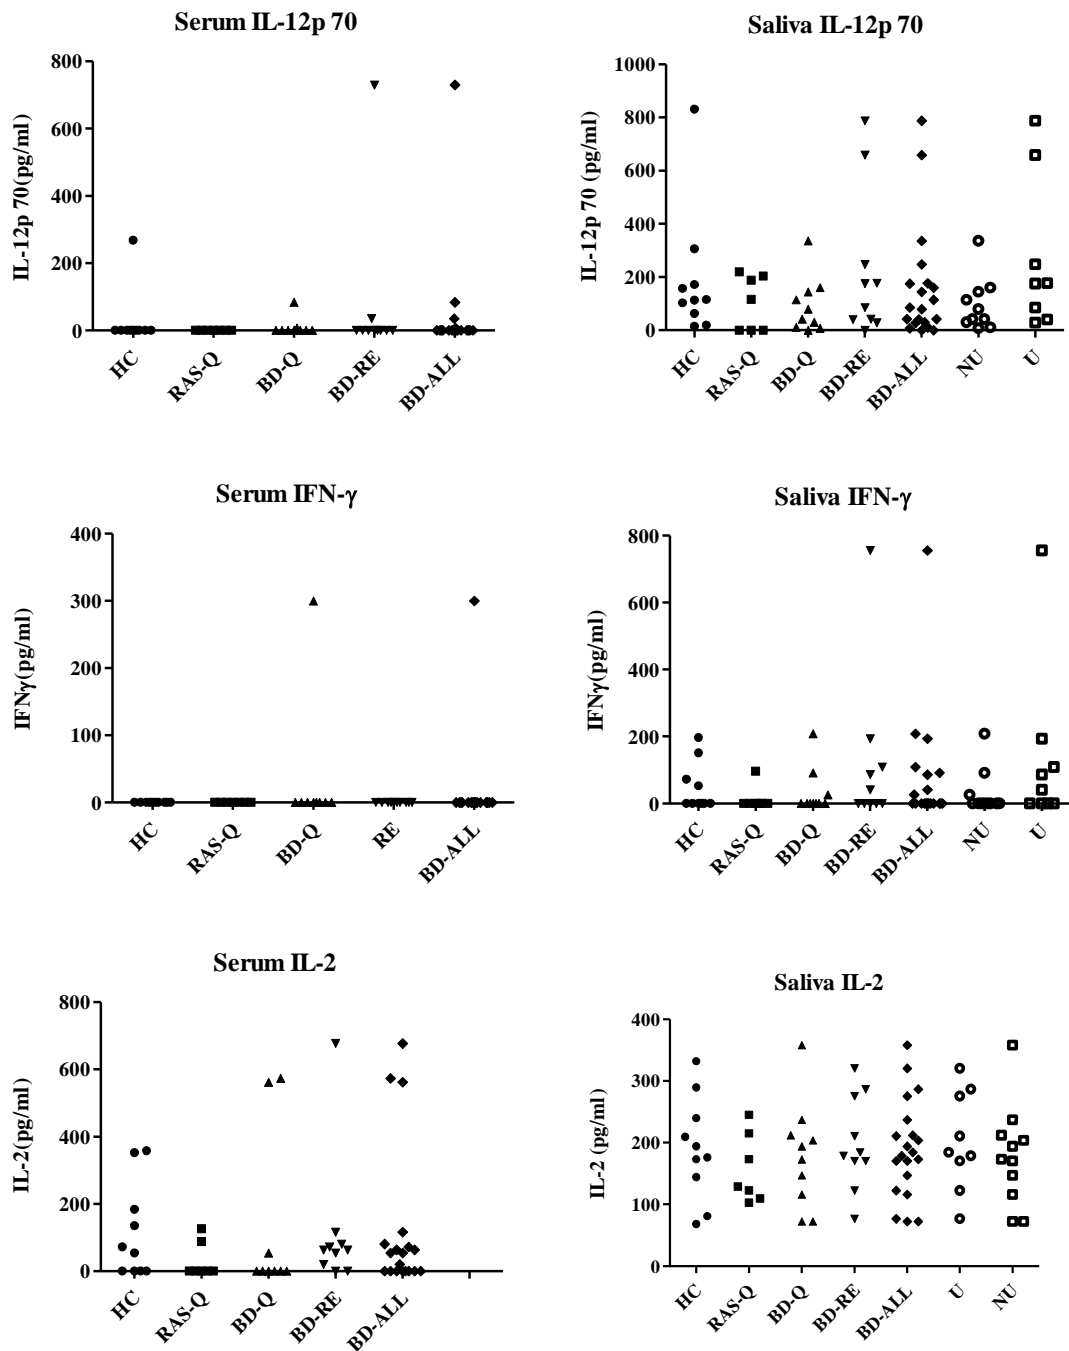 Serum IL-12p 70
IL-12p 70(pg/ml)
800
600
400
200
0
HC
RAS-Q
BD-Q
BD-RE
BD-ALL
Saliva IL-12p 70
IL-12p 70 (pg/ml)
1000
800
600
400
200
0
HC
RAS-Q
BD-Q
BD-RE
BD-ALL
NU
U
Serum IFN-γ
IFNγ(pg/ml)
400
300
200
100
0
HC
RAS-Q
BD-Q
RE
BD-ALL
Saliva IFN-γ
IFNγ(pg/ml)
800
600
400
200
0
HC
RAS-Q
BD-Q
BD-RE
BD-ALL
NU
U
Serum IL-2
IL-2(pg/ml)
800
600
400
200
0
HC
RAS-Q
BD-Q
BD-RE
BD-ALL
Saliva IL-2
IL-2 (pg/ml)
400
300
200
100
0
HC
RAS-Q
BD-Q
BD-RE
BD-ALL
U
NU